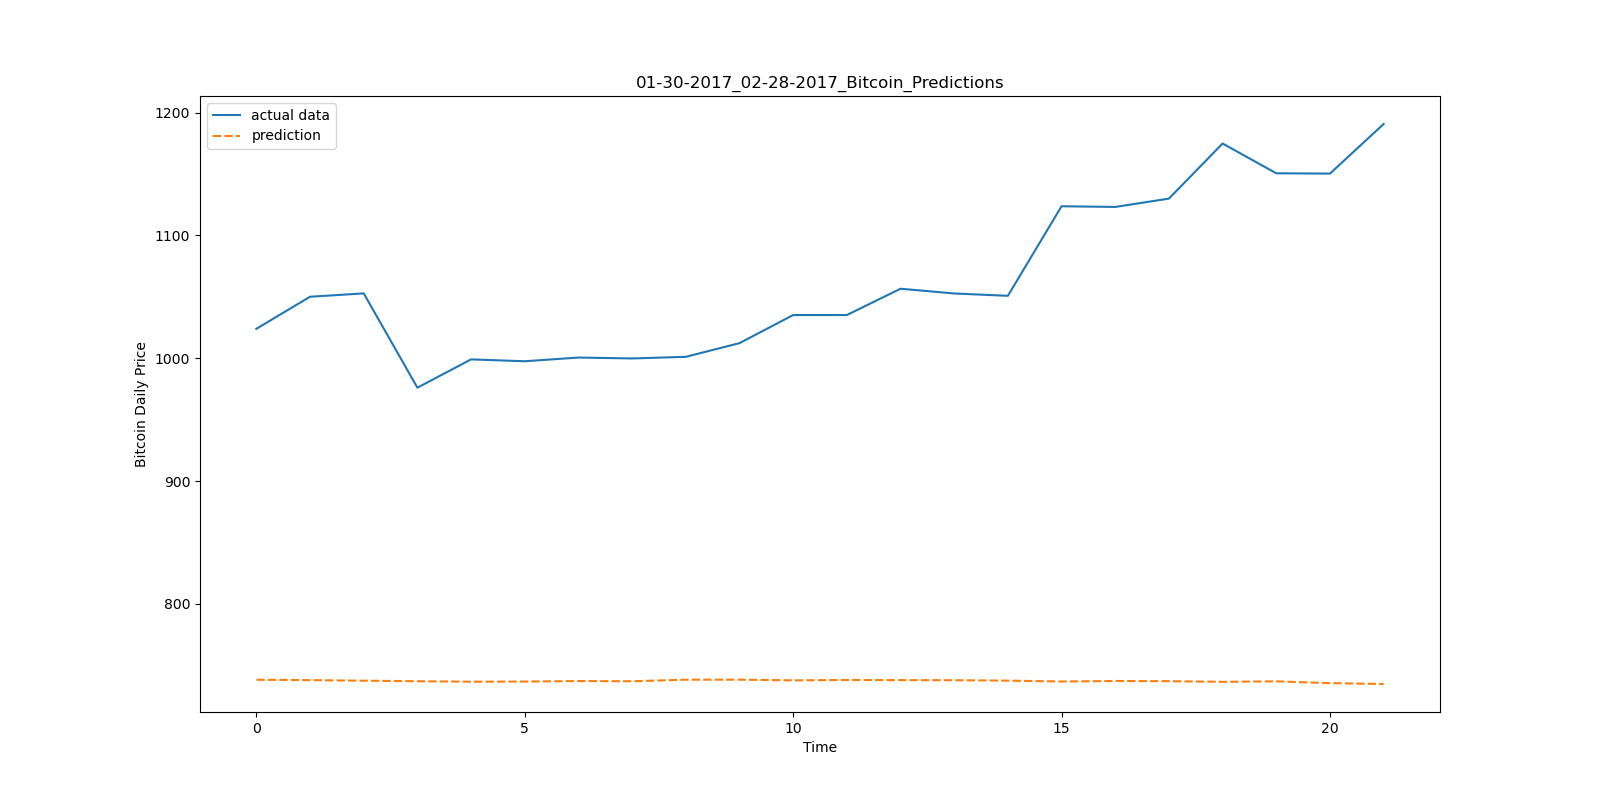 01-30-2017_02-28-2017_Bitcoin_Predictions
actual data
prediction
1200
1100
1000
900
800
Bitcoin Daily Price
0 5 10 15 20
Time